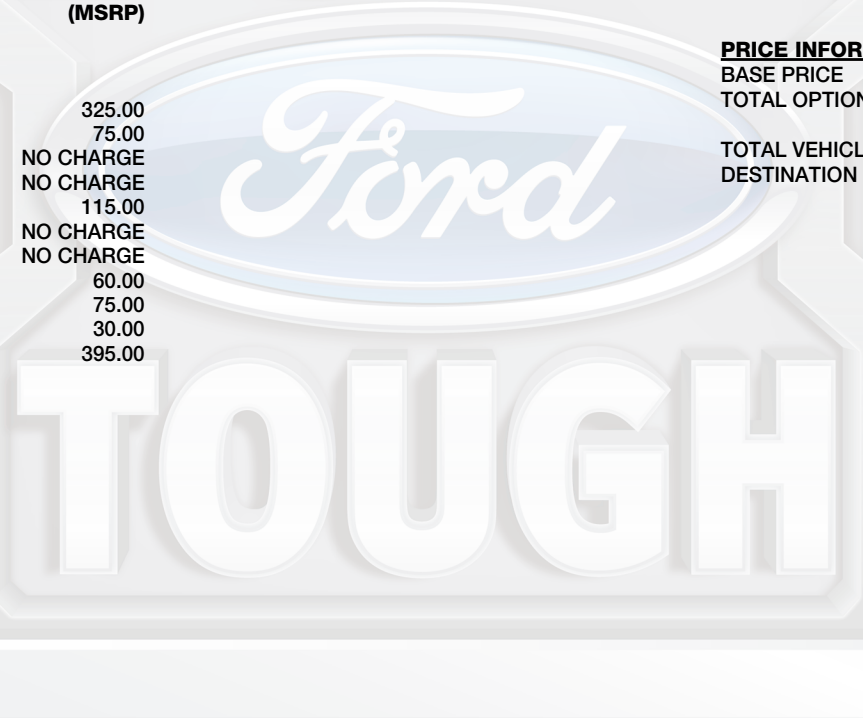 (MSRP)
325.00
75.00
NO CHARGE
NO CHARGE
115.00
NO CHARGE
NO CHARGE
60.00
75.00
30.00
395.00
PRICE INFOR
BASE PRICE
TOTAL OPTION
TOTAL VEHICL
DESTINATION
Ford
TOUGH